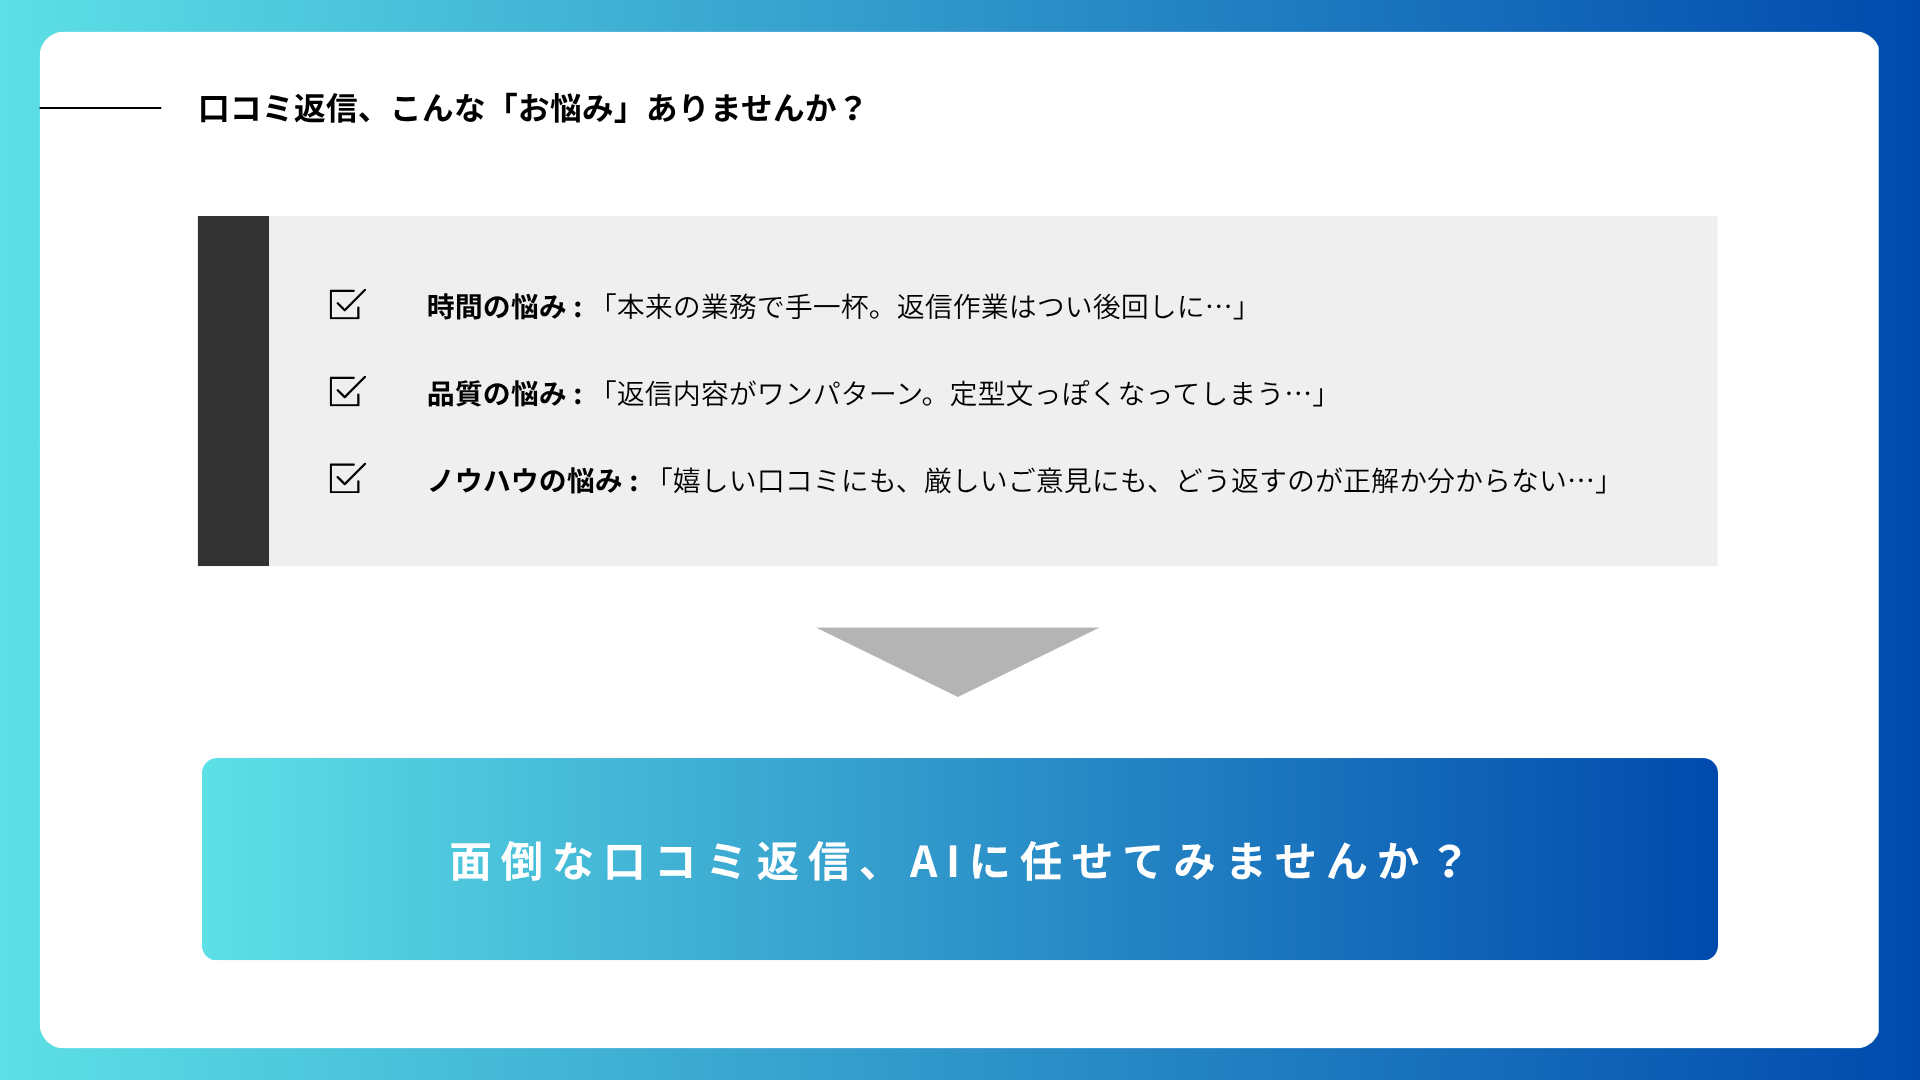 口コミ返信、こんな「お悩み」ありませんか？
時間の悩み：「本来の業務で手一杯。返信作業はつい後回しに…」
品質の悩み：「返信内容がワンパターン。定型文っぽくなってしまう…」
ノウハウの悩み：「嬉しい口コミにも、厳しいご意見にも、どう返すのが正解か分からない…」
面倒な口コミ返信、AIに任せてみませんか？